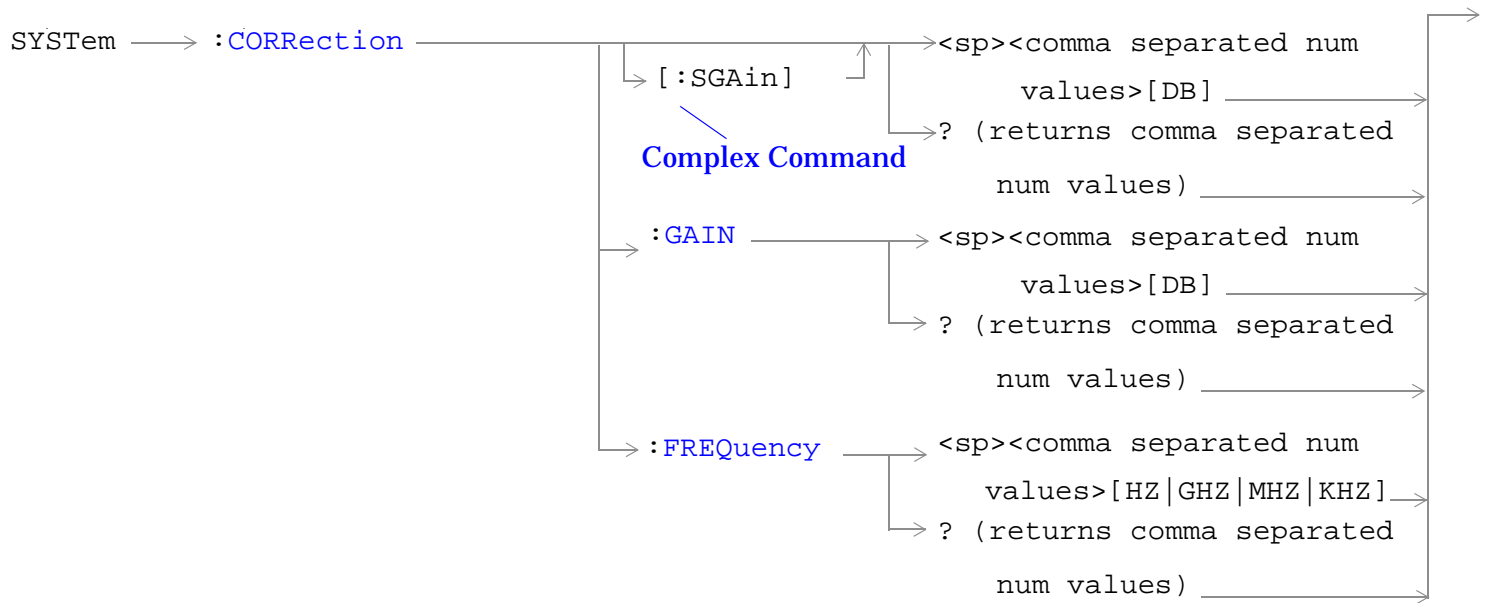 SYSTem :CORRection <sp><comma separated num
[:SGAin]
values>[DB]
? (returns comma separated
Complex Command
num values)
:GAIN <sp><comma separated num
values>[DB]
? (returns comma separated
num values)
:FREQuency <sp><comma separated num
values>[HZ|GHZ|MHZ|KHZ]
? (returns comma separated
num values)